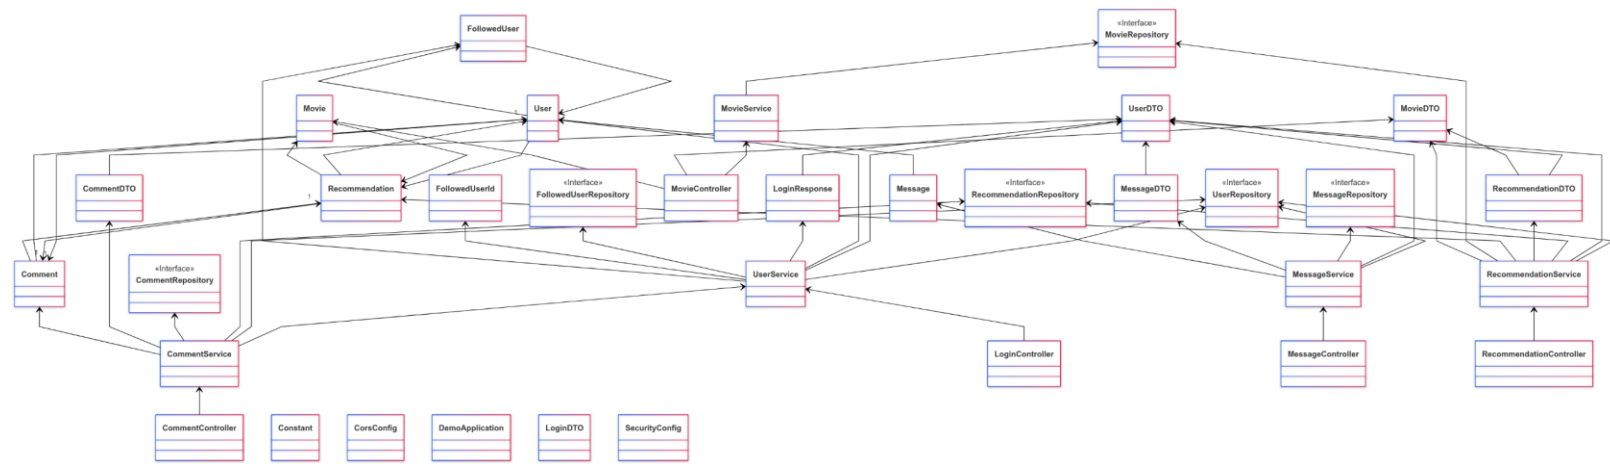 FollowedUser
«Interface»
MovieRepository
Movie
User
MovieService
UserDTO
MovieDTO
1
CommentDTO
Recommendation
FollowedUserId
«Interface»
FollowedUserRepository
MovieController
LoginResponse
Message
«Interface»
RecommendationRepository
MessageDTO
«Interface»
UserRepository
«Interface»
MessageRepository
RecommendationDTO
1
Comment
«Interface»
CommentRepository
UserService
MessageService
RecommendationService
CommentService
LoginController
MessageController
RecommendationController
CommentController
Constant
CorsConfig
DemoApplication
LoginDTO
SecurityConfig